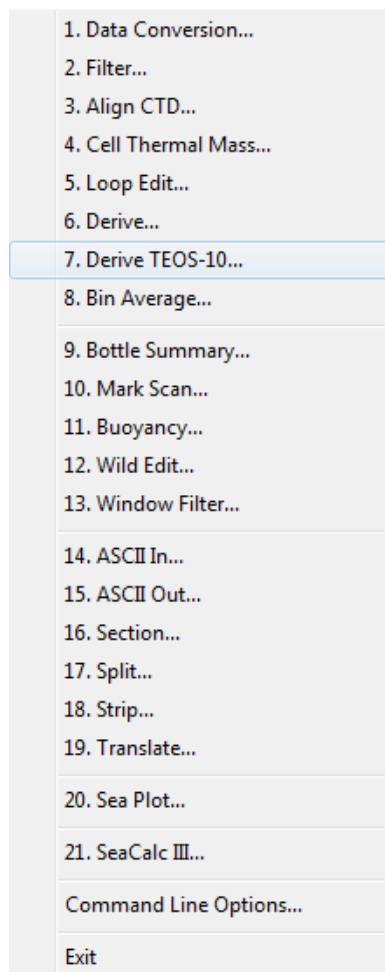 1. Data Conversion...
2. Filter...
3. Align CTD...
4. Cell Thermal Mass...
5. Loop Edit...
6. Derive...
7. Derive TEOS-10...
8. Bin Average...
9. Bottle Summary...
10. Mark Scan...
11. Buoyancy...
12. Wild Edit...
13. Window Filter...
14. ASCII In...
15. ASCII Out...
16. Section...
17. Split...
18. Strip...
19. Translate...
20. Sea Plot...
21. SeaCalc III...
Command Line Options...
Exit